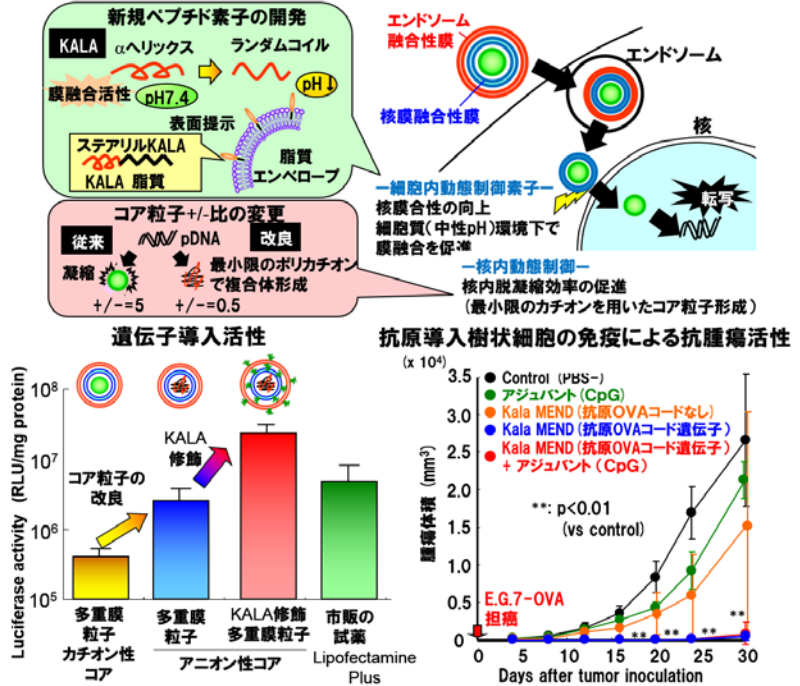 新規ペプチド素子の開発
KALA
αヘリックス
ランダムコイル
膜融合活性
pH7.4
pH↓
表面提示
ステアリルKALA
KALA 脂質
脂質
エンベロープ
エンドソーム
融合性膜
核膜融合性膜
エンドソーム
核
転写
ー細胞内動態制御素子ー
核膜合性の向上
細胞質(中性pH)環境下で
膜融合を促進
コア粒子+/-比の変更
従来
pDNA
改良
凝縮
最小限のポリカチオン
で複合体形成
+/-=5
+/-=0.5
ー核内動態制御ー
核内脱凝縮効率の促進
(最小限のカチオンを用いたコア粒子形成)
遺伝子導入活性
Luciferase activity (RLU/mg protein)
10⁸
10⁷
10⁶
10⁵
コア粒子の
改良
KALA
修飾
多重膜
粒子
カチオン性
コア
多重膜
粒子
KALA修飾
多重膜粒子
アニオン性コア
市販の
試薬
Lipofectamine
Plus
抗原導入樹状細胞の免疫による抗腫瘍活性
(x 10⁴)
腫瘍体積 (mm³)
3.5
3.0
2.5
2.0
1.5
1.0
0.5
0
Control (PBS-)
アジュバント(CpG)
Kala MEND(抗原OVAコードなし)
Kala MEND(抗原OVAコード遺伝子)
Kala MEND(抗原OVAコード遺伝子)
+ アジュバント(CpG)
**: p<0.01
(vs control)
E.G.7-OVA
担癌
**
**
**
**
0
5
10
15
20
25
30
Days after tumor inoculation